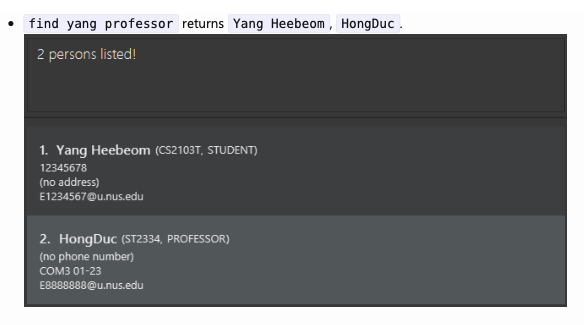 find yang professor returns Yang Heebeom, HongDuc.
2 persons listed!
1. Yang Heebeom (CS2103T, STUDENT)
12345678
(no address)
E1234567@u.nus.edu
2. HongDuc (ST2334, PROFESSOR)
(no phone number)
COM3 01-23
E8888888@u.nus.edu